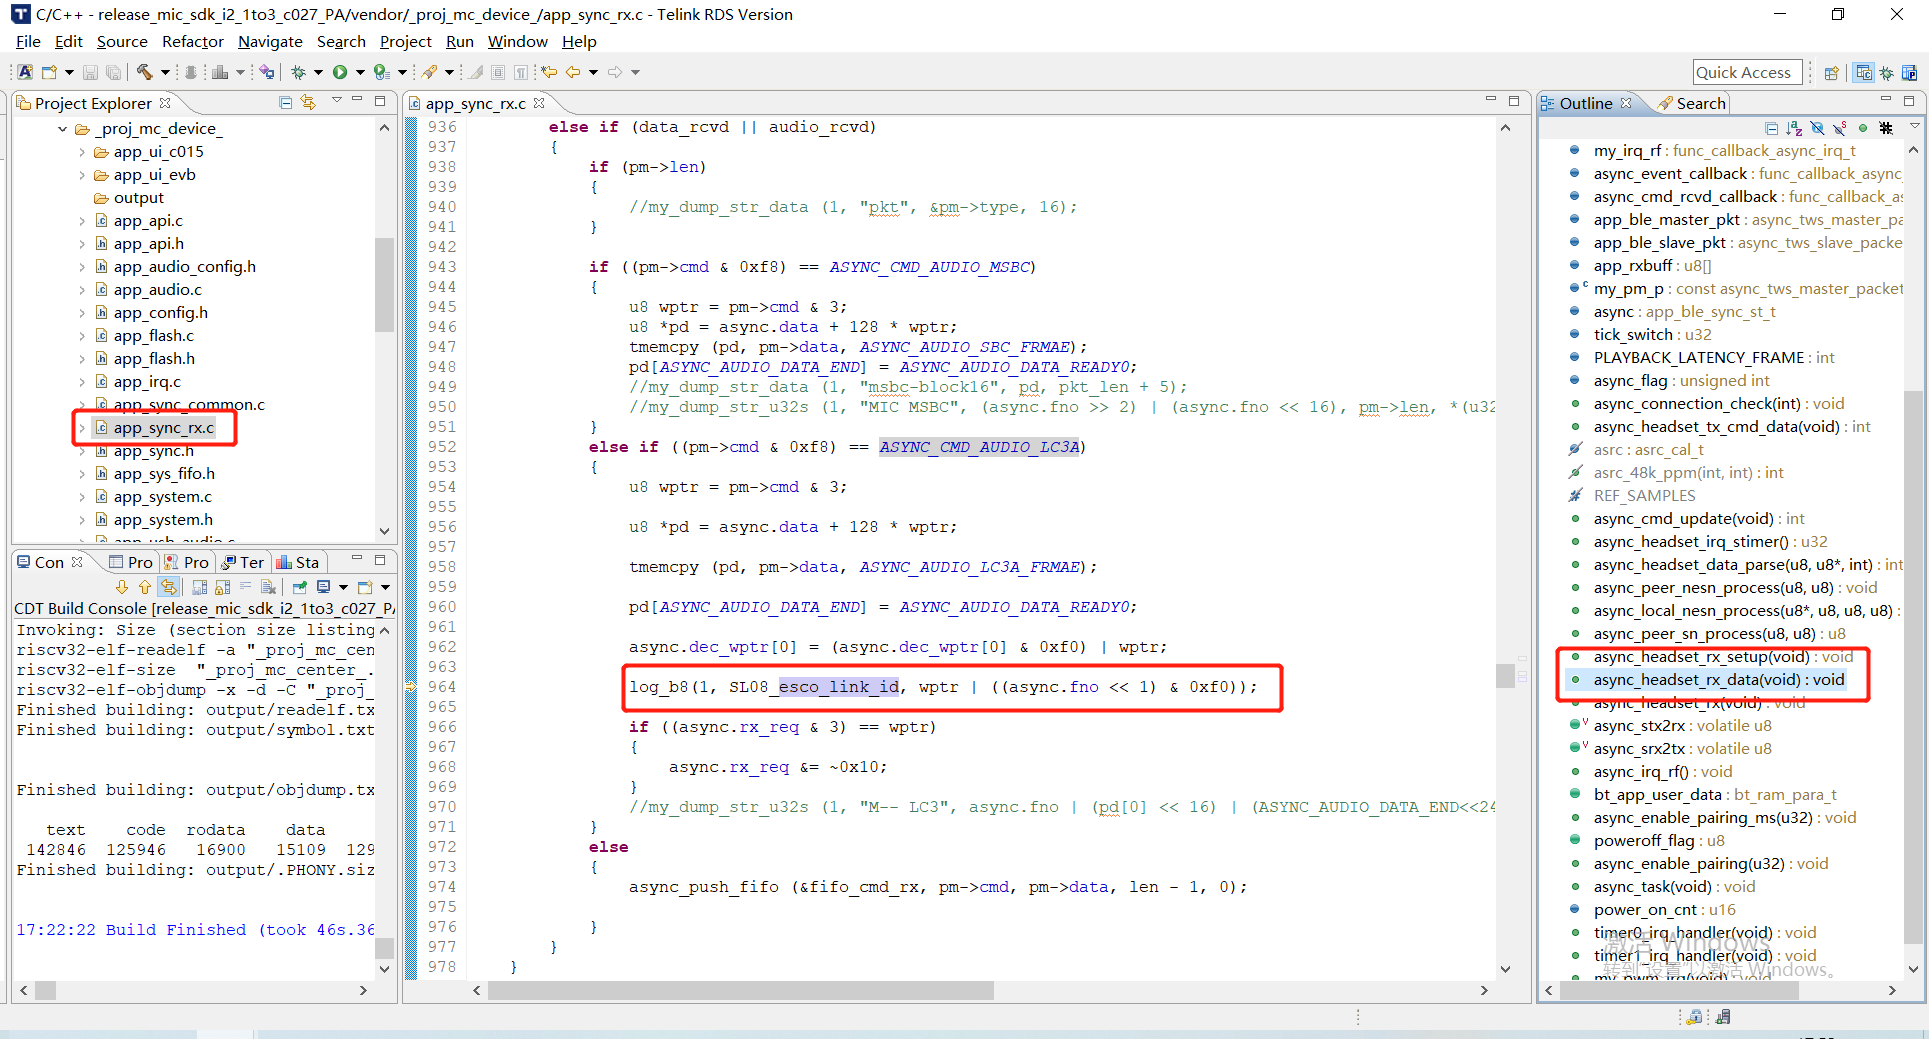 C/C++ - release_mic_sdk_i2_1to3_c027_PA/vendor/_proj_mc_device_/app_sync_rx.c - Telink RDS Version
File Edit Source Refactor Navigate Search Project Run Window Help
Quick Access
Project Explorer
_proj_mc_device_
app_ui_c015
app_ui_evb
output
app_api.c
app_api.h
app_audio_config.h
app_audio.c
app_config.h
app_flash.c
app_flash.h
app_irq.c
app_sync_common.c
app_sync_rx.c
app_sync.h
app_sys_fifo.h
app_system.c
app_system.h
app_usb_audio.c
Con Pro Pro Ter Sta
CDT Build Console [release_mic_sdk_i2_1to3_c027_PA
Invoking: Size (section size listing
riscv32-elf-readelf -a "_proj_mc_cen
riscv32-elf-size "_proj_mc_center_.
riscv32-elf-objdump -x -d -C "_proj_
Finished building: output/readelf.tx
Finished building: output/symbol.txt
Finished building: output/objdump.tx
text code rodata data
142846 125946 16900 15109 129
Finished building: output/.PHONY.siz
17:22:22 Build Finished (took 46s.36
app_sync_rx.c
936 else if (data_rcvd || audio_rcvd)
937 {
938 if (pm->len)
939 {
940 //my_dump_str_data (1, "pkt", &pm->type, 16);
941 }
942
943 if ((pm->cmd & 0xf8) == ASYNC_CMD_AUDIO_MSBC)
944 {
945 u8 wptr = pm->cmd & 3;
946 u8 *pd = async.data + 128 * wptr;
947 tmemcpy (pd, pm->data, ASYNC_AUDIO_SBC_FRMAE);
948 pd[ASYNC_AUDIO_DATA_END] = ASYNC_AUDIO_DATA_READY0;
949 //my_dump_str_data (1, "msbc-block16", pd, pkt_len + 5);
950 //my_dump_str_u32s (1, "MIC MSBC", (async.fno >> 2) | (async.fno << 16), pm->len, *(u32
951 }
952 else if ((pm->cmd & 0xf8) == ASYNC_CMD_AUDIO_LC3A)
953 {
954 u8 wptr = pm->cmd & 3;
955
956 u8 *pd = async.data + 128 * wptr;
957
958 tmemcpy (pd, pm->data, ASYNC_AUDIO_LC3A_FRMAE);
959
960 pd[ASYNC_AUDIO_DATA_END] = ASYNC_AUDIO_DATA_READY0;
961
962 async.dec_wptr[0] = (async.dec_wptr[0] & 0xf0) | wptr;
963
964 log_b8(1, SL08_esco_link_id, wptr | ((async.fno << 1) & 0xf0));
965
966 if ((async.rx_req & 3) == wptr)
967 {
968 async.rx_req &= ~0x10;
969 }
970 //my_dump_str_u32s (1, "M-- LC3", async.fno | (pd[0] << 16) | (ASYNC_AUDIO_DATA_END<<24
971 }
972 else
973 {
974 async_push_fifo (&fifo_cmd_rx, pm->cmd, pm->data, len - 1, 0);
975
976 }
977 }
978 }
Outline Search
my_irq_rf : func_callback_async_irq_t
async_event_callback : func_callback_async_
async_cmd_rcvd_callback : func_callback_as
app_ble_master_pkt : async_tws_master_pa
app_ble_slave_pkt : async_tws_slave_packe
app_rxbuff : u8[]
my_pm_p : const async_tws_master_packet
async : app_ble_sync_st_t
tick_switch : u32
PLAYBACK_LATENCY_FRAME : int
async_flag : unsigned int
async_connection_check(int) : void
async_headset_tx_cmd_data(void) : int
asrc : asrc_cal_t
asrc_48k_ppm(int, int) : int
REF_SAMPLES
async_cmd_update(void) : int
async_headset_irq_stimer() : u32
async_headset_data_parse(u8, u8*, int) : int
async_peer_nesn_process(u8, u8) : void
async_local_nesn_process(u8*, u8, u8, u8) :
async_peer_sn_process(u8, u8) : u8
async_headset_rx_setup(void) : void
async_headset_rx_data(void) : void
async_headset_rx(void) : void
async_stx2rx : volatile u8
async_srx2tx : volatile u8
async_irq_rf() : void
bt_app_user_data : bt_ram_para_t
async_enable_pairing_ms(u32) : void
poweroff_flag : u8
async_enable_pairing(u32) : void
async_task(void) : void
power_on_cnt : u16
timer0_irq_handler(void) : void
timer1_irq_handler(void) : void
my_pwm_irq(void) : void
激活 Windows
转到"设置"以激活 Windows。